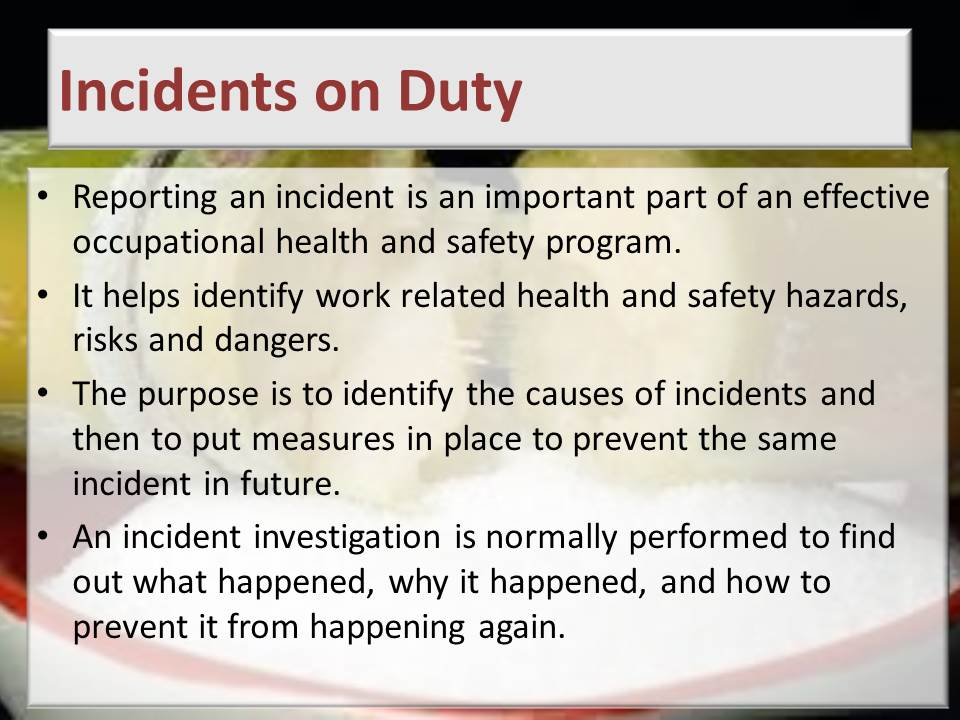 Incidents on Duty
• Reporting an incident is an important part of an effective
occupational health and safety program.
• It helps identify work related health and safety hazards,
risks and dangers.
• The purpose is to identify the causes of incidents and
then to put measures in place to prevent the same
incident in future.
• An incident investigation is normally performed to find
out what happened, why it happened, and how to
prevent it from happening again.